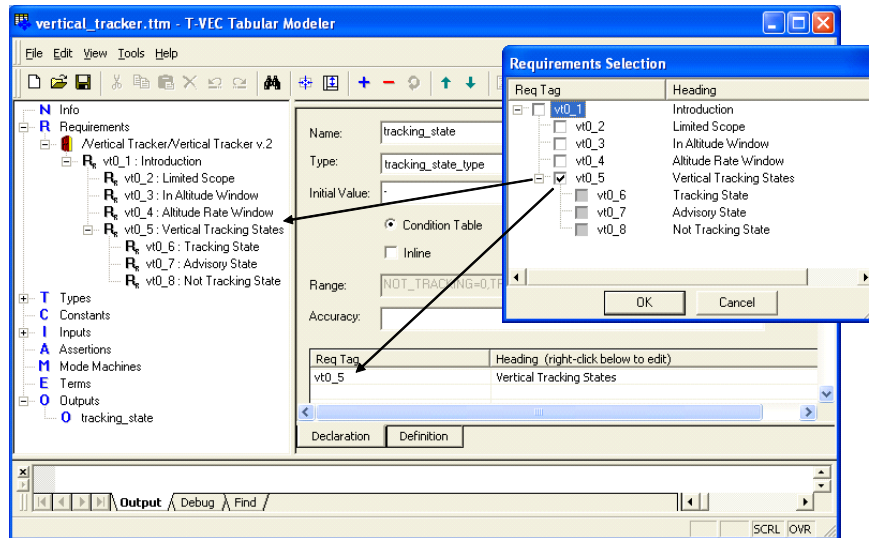 vertical_tracker.ttm - T-VEC Tabular Modeler
File Edit View Tools Help
N Info
R Requirements
/Vertical Tracker/Vertical Tracker v.2
R vt0_1 : Introduction
R vt0_2 : Limited Scope
R vt0_3 : In Altitude Window
R vt0_4 : Altitude Rate Window
R vt0_5 : Vertical Tracking States
R vt0_6 : Tracking State
R vt0_7 : Advisory State
R vt0_8 : Not Tracking State
T Types
C Constants
I Inputs
A Assertions
M Mode Machines
E Terms
O Outputs
O tracking_state
Name: tracking_state
Type: tracking_state_type
Initial Value: -
Condition Table
Inline
Range: NOT_TRACKING=0,TR
Accuracy:
Req Tag Heading (right-click below to edit)
vt0_5 Vertical Tracking States
Declaration Definition
Requirements Selection
Req Tag Heading
vt0_1 Introduction
vt0_2 Limited Scope
vt0_3 In Altitude Window
vt0_4 Altitude Rate Window
vt0_5 Vertical Tracking States
vt0_6 Tracking State
vt0_7 Advisory State
vt0_8 Not Tracking State
OK Cancel
Output Debug Find
SCRL OVR